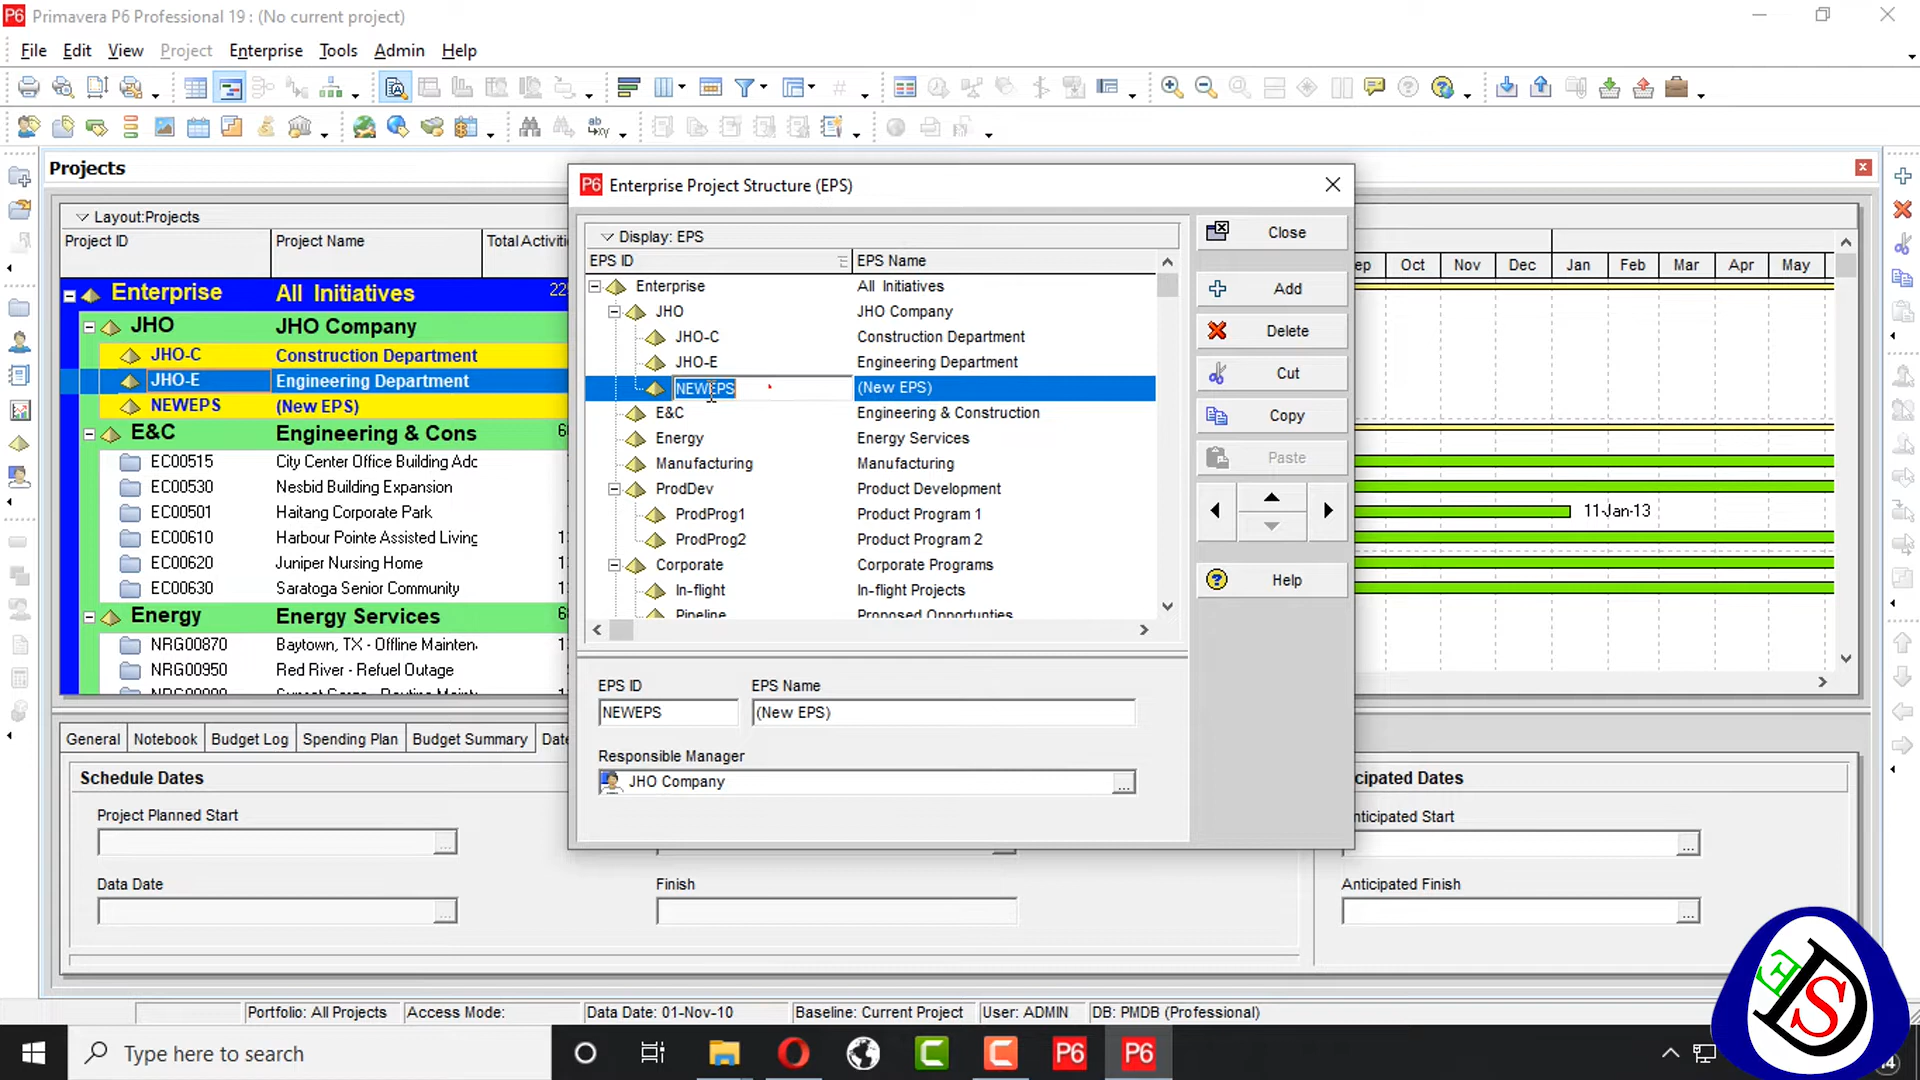 Primavera P6 Professional 19 : (No current project)
File Edit View Project Enterprise Tools Admin Help
Projects
Layout:Projects
Project ID Project Name Total Activiti
Enterprise All Initiatives
JHO JHO Company
JHO-C Construction Department
JHO-E Engineering Department
NEWEPS (New EPS)
E&C Engineering & Cons
EC00515 City Center Office Building Adc
EC00530 Nesbid Building Expansion
EC00501 Haitang Corporate Park
EC00610 Harbour Pointe Assisted Living
EC00620 Juniper Nursing Home
EC00630 Saratoga Senior Community
Energy Energy Services
NRG00870 Baytown, TX - Offline Mainten
NRG00950 Red River - Refuel Outage
Enterprise Project Structure (EPS)
Display: EPS
EPS ID EPS Name
Enterprise All Initiatives
JHO JHO Company
JHO-C Construction Department
JHO-E Engineering Department
NEWEPS (New EPS)
E&C Engineering & Construction
Energy Energy Services
Manufacturing Manufacturing
ProdDev Product Development
ProdProg1 Product Program 1
ProdProg2 Product Program 2
Corporate Corporate Programs
In-flight In-flight Projects
Pipeline Proposed Opportunties
EPS ID EPS Name
NEWEPS (New EPS)
Responsible Manager
JHO Company
Close
Add
Delete
Cut
Copy
Paste
Help
ep Oct Nov Dec Jan Feb Mar Apr May
11-Jan-13
General Notebook Budget Log Spending Plan Budget Summary Date
Schedule Dates
Project Planned Start
Data Date
Finish
cipated Dates
nticipated Start
Anticipated Finish
Portfolio: All Projects Access Mode: Data Date: 01-Nov-10 Baseline: Current Project User: ADMIN DB: PMDB (Professional)
Type here to search